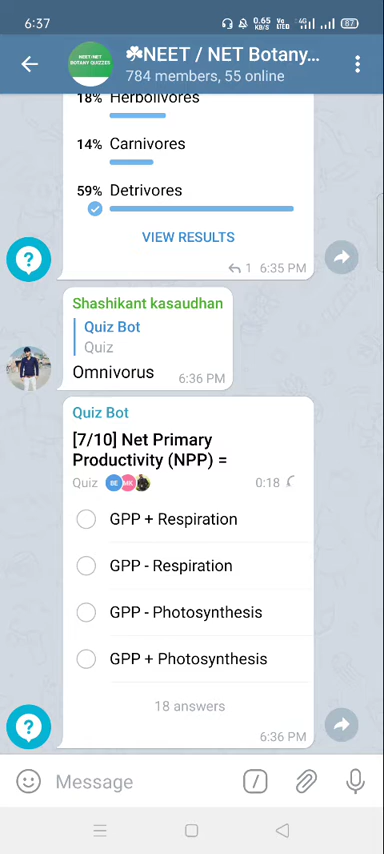 6:37
0.65 KB/S
Vo LTE
4G
87
NEET/NET
BOTANY QUIZZES
☘NEET / NET Botany...
784 members, 55 online
18% Herbolivores
14% Carnivores
59% Detrivores
VIEW RESULTS
1 6:35 PM
Shashikant kasaudhan
Quiz Bot
Quiz
Omnivorus
6:36 PM
Quiz Bot
[7/10] Net Primary
Productivity (NPP) =
Quiz BE MK 0:18
GPP + Respiration
GPP - Respiration
GPP - Photosynthesis
GPP + Photosynthesis
18 answers
6:36 PM
Message